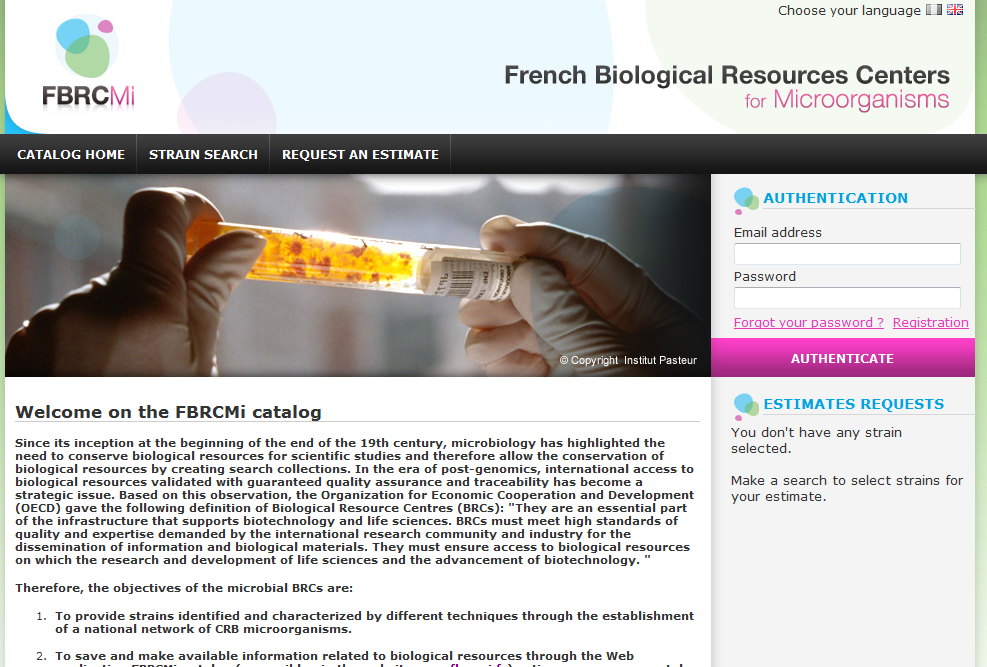 Choose your language
FBRCMi
French Biological Resources Centers
for Microorganisms
CATALOG HOME
STRAIN SEARCH
REQUEST AN ESTIMATE
© Copyright Institut Pasteur
Welcome on the FBRCMi catalog
Since its inception at the beginning of the end of the 19th century, microbiology has highlighted the
need to conserve biological resources for scientific studies and therefore allow the conservation of
biological resources by creating search collections. In the era of post-genomics, international access to
biological resources validated with guaranteed quality assurance and traceability has become a
strategic issue. Based on this observation, the Organization for Economic Cooperation and Development
(OECD) gave the following definition of Biological Resource Centres (BRCs): "They are an essential part
of the infrastructure that supports biotechnology and life sciences. BRCs must meet high standards of
quality and expertise demanded by the international research community and industry for the
dissemination of information and biological materials. They must ensure access to biological resources
on which the research and development of life sciences and the advancement of biotechnology. "
Therefore, the objectives of the microbial BRCs are:
1. To provide strains identified and characterized by different techniques through the establishment
of a national network of CRB microorganisms.
2. To save and make available information related to biological resources through the Web
AUTHENTICATION
Email address
Password
Forgot your password ?
Registration
AUTHENTICATE
ESTIMATES REQUESTS
You don't have any strain
selected.
Make a search to select strains for
your estimate.